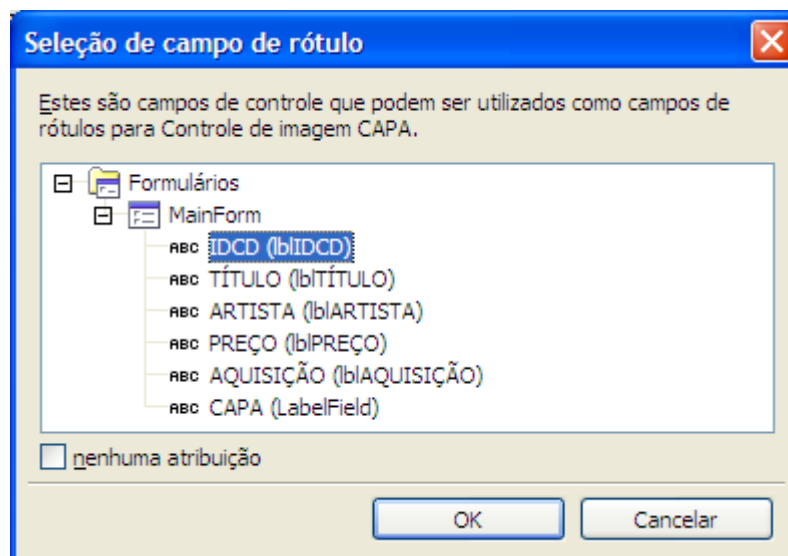 Seleção de campo de rótulo
Estes são campos de controle que podem ser utilizados como campos de
rótulos para Controle de imagem CAPA.
Formulários
MainForm
ABC IDCD (lblIDCD)
ABC TÍTULO (lblTÍTULO)
ABC ARTISTA (lblARTISTA)
ABC PREÇO (lblPREÇO)
ABC AQUISIÇÃO (lblAQUISIÇÃO)
ABC CAPA (LabelField)
nenhuma atribuição
OK Cancelar